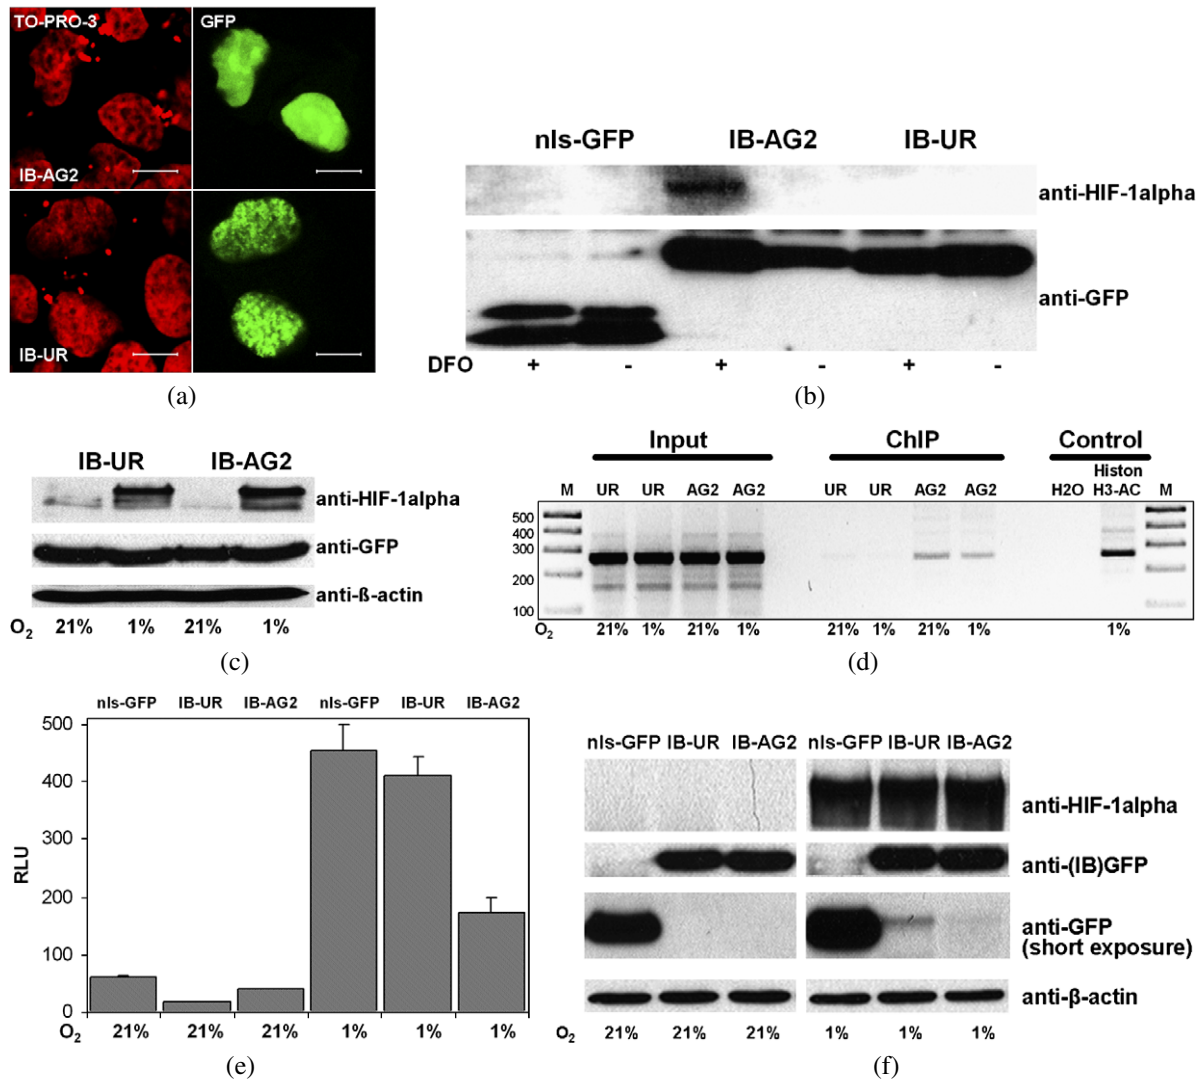 TO-PRO-3 GFP
IB-AG2
IB-UR
(a)
nls-GFP IB-AG2 IB-UR
anti-HIF-1alpha
anti-GFP
DFO + - + - + -
(b)
IB-UR IB-AG2
anti-HIF-1alpha
anti-GFP
anti-ß-actin
O2 21% 1% 21% 1%
(c)
Input ChIP Control
Histon
M UR UR AG2 AG2 UR UR AG2 AG2 H2O H3-AC M
500
400
300
200
100
O2 21% 1% 21% 1% 21% 1% 21% 1% 1%
(d)
nls-GFP IB-UR IB-AG2 nls-GFP IB-UR IB-AG2
500
400
300
200
100
0
RLU
O2 21% 21% 21% 1% 1% 1%
(e)
nls-GFP IB-UR IB-AG2 nls-GFP IB-UR IB-AG2
anti-HIF-1alpha
anti-(IB)GFP
anti-GFP
(short exposure)
anti-β-actin
O2 21% 21% 21% 1% 1% 1%
(f)